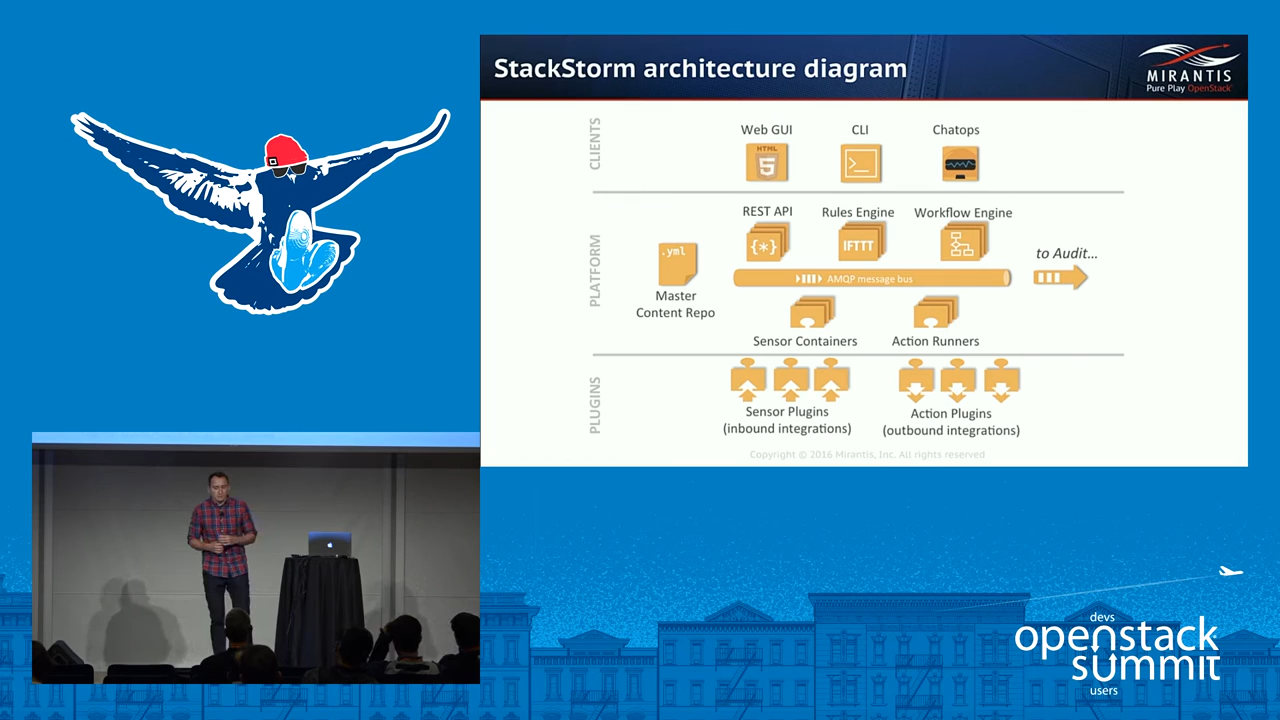 StackStorm architecture diagram
MIRANTIS
Pure Play OpenStack
CLIENTS
Web GUI
CLI
Chatops
HTML
5
>_
PLATFORM
REST API
Rules Engine
Workflow Engine
.yml
{*}
IFTTT
to Audit...
AMQP message bus
Master
Content Repo
Sensor Containers
Action Runners
PLUGINS
Sensor Plugins
(inbound integrations)
Action Plugins
(outbound integrations)
Copyright © 2016 Mirantis, Inc. All rights reserved
devs
openstack
summit
users